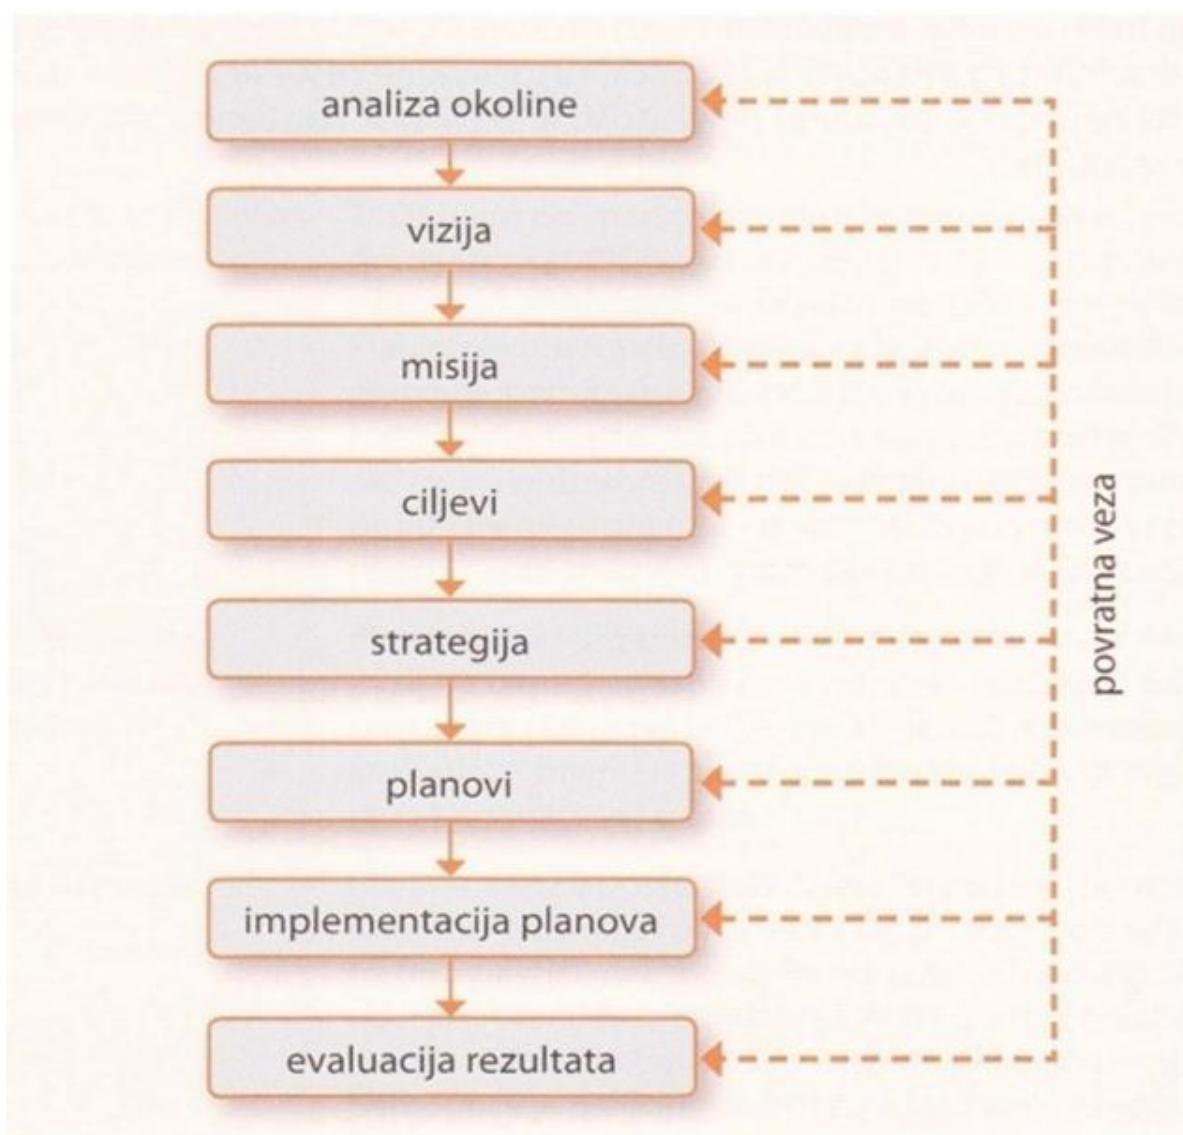 analiza okoline
vizija
misija
ciljevi
strategija
planovi
implementacija planova
evaluacija rezultata
povratna veza